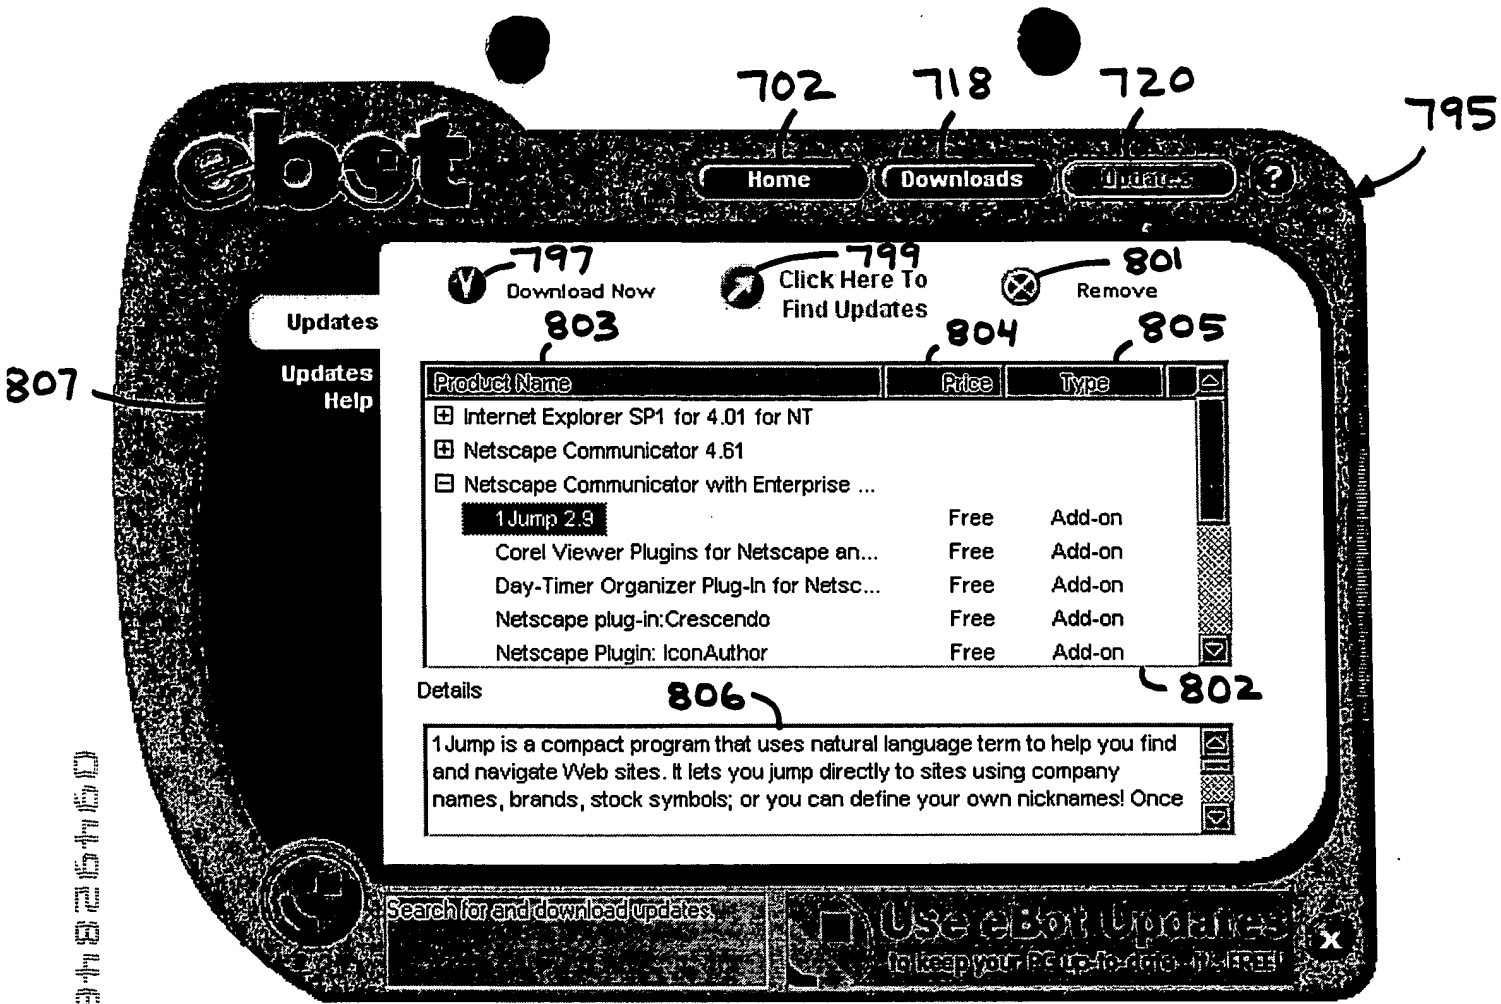 702 718 720 795
ebot
Home Downloads Updates ?
797 799 801
Download Now Click Here To Find Updates Remove
803 804 805
Updates
Updates Help
807
Product Name Price Type
Internet Explorer SP1 for 4.01 for NT
Netscape Communicator 4.61
Netscape Communicator with Enterprise ...
1Jump 2.9 Free Add-on
Corel Viewer Plugins for Netscape an... Free Add-on
Day-Timer Organizer Plug-In for Netsc... Free Add-on
Netscape plug-in:Crescendo Free Add-on
Netscape Plugin: IconAuthor Free Add-on
Details 806 802
1Jump is a compact program that uses natural language term to help you find
and navigate Web sites. It lets you jump directly to sites using company
names, brands, stock symbols; or you can define your own nicknames! Once
Search for and download updates.
Use eBot Updates
to keep your PC up-to-date - it's FREE!
x